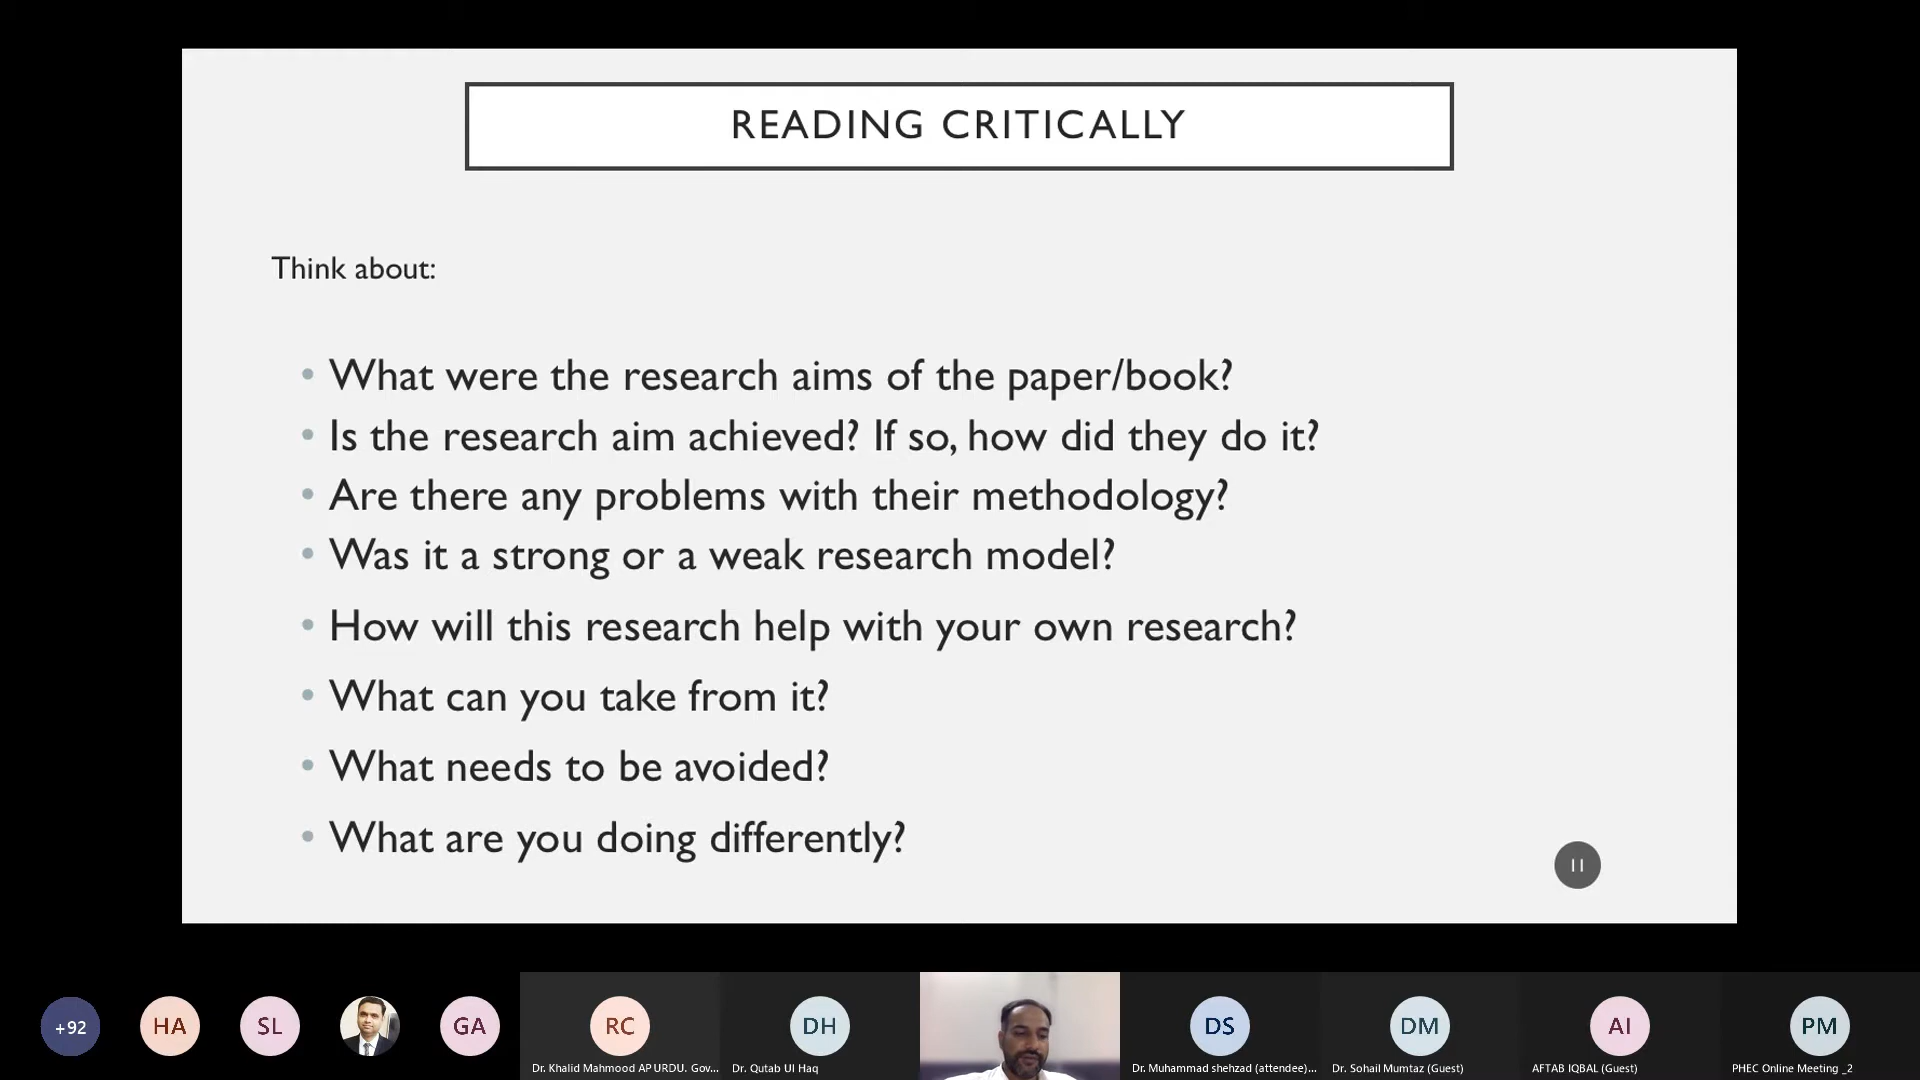 READING CRITICALLY
Think about:
• What were the research aims of the paper/book?
• Is the research aim achieved? If so, how did they do it?
• Are there any problems with their methodology?
• Was it a strong or a weak research model?
• How will this research help with your own research?
• What can you take from it?
• What needs to be avoided?
• What are you doing differently?
11
+92
HA
SL
GA
RC
DH
DS
DM
AI
PM
Dr. Khalid Mahmood AP URDU. Gov...
Dr. Qutab Ul Haq
Dr. Muhammad shehzad (attendee)...
Dr. Sohail Mumtaz (Guest)
AFTAB IQBAL (Guest)
PHEC Online Meeting _2